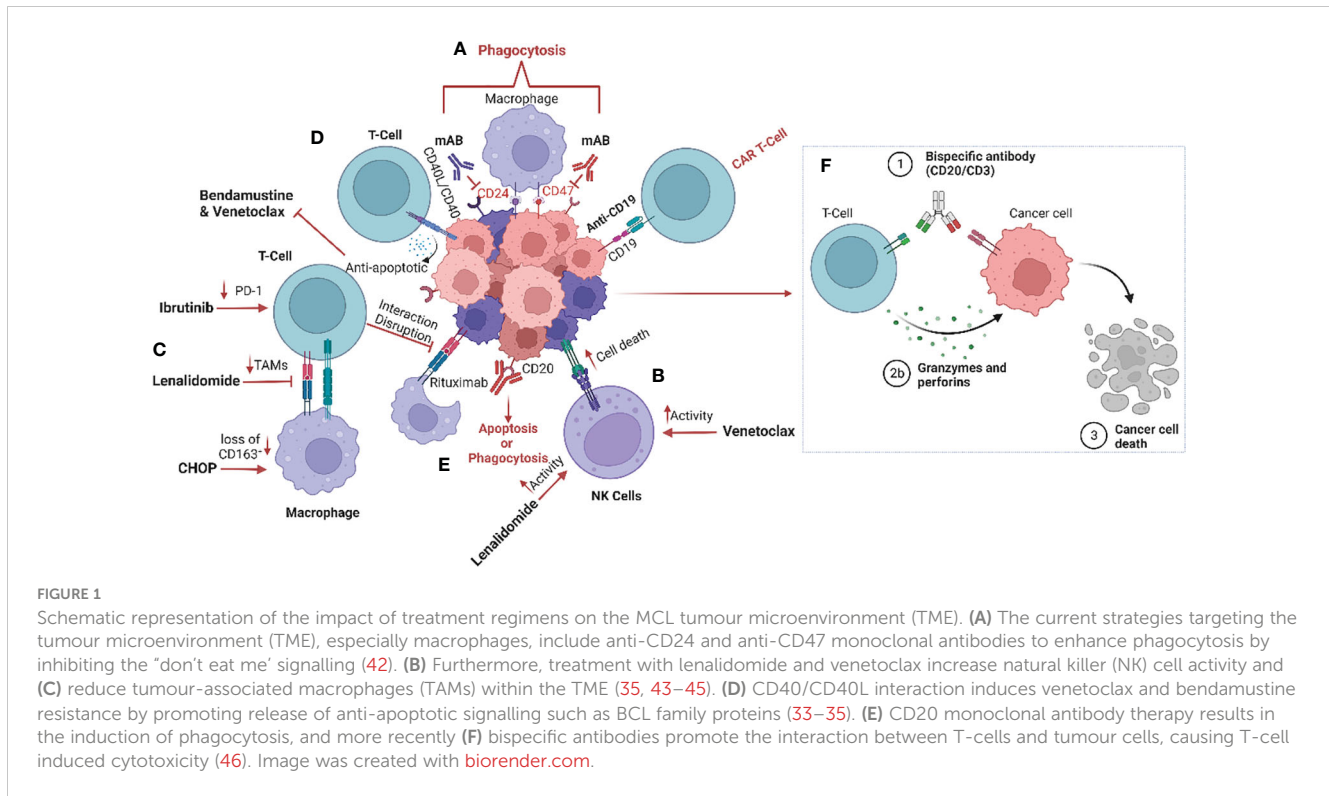 A
Phagocytosis
Macrophage
mAB
mAB
CD24
CD47
D
T-Cell
CD40L/CD40
Anti-apoptotic
Bendamustine
& Venetoclax
T-Cell
Ibrutinib
PD-1
C
TAMs
Lenalidomide
loss of
CD163-
CHOP
Macrophage
Interaction
Disruption
Rituximab
CD20
Apoptosis
or
Phagocytosis
E
CAR T-Cell
Anti-CD19
CD19
Cell death
B
Activity
Venetoclax
NK Cells
Activity
Lenalidomide
F
1
Bispecific antibody
(CD20/CD3)
T-Cell
Cancer cell
2b
Granzymes and
perforins
3
Cancer cell
death
FIGURE 1
Schematic representation of the impact of treatment regimens on the MCL tumour microenvironment (TME). (A) The current strategies targeting the
tumour microenvironment (TME), especially macrophages, include anti-CD24 and anti-CD47 monoclonal antibodies to enhance phagocytosis by
inhibiting the "don't eat me' signalling (42). (B) Furthermore, treatment with lenalidomide and venetoclax increase natural killer (NK) cell activity and
(C) reduce tumour-associated macrophages (TAMs) within the TME (35, 43–45). (D) CD40/CD40L interaction induces venetoclax and bendamustine
resistance by promoting release of anti-apoptotic signalling such as BCL family proteins (33–35). (E) CD20 monoclonal antibody therapy results in
the induction of phagocytosis, and more recently (F) bispecific antibodies promote the interaction between T-cells and tumour cells, causing T-cell
induced cytotoxicity (46). Image was created with biorender.com.